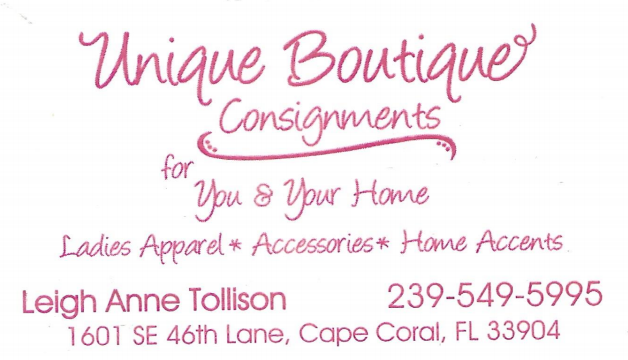 Unique Boutique
Consignments
for
You & Your Home
Ladies Apparel * Accessories * Home Accents
Leigh Anne Tollison 239-549-5995
1601 SE 46th Lane, Cape Coral, FL 33904